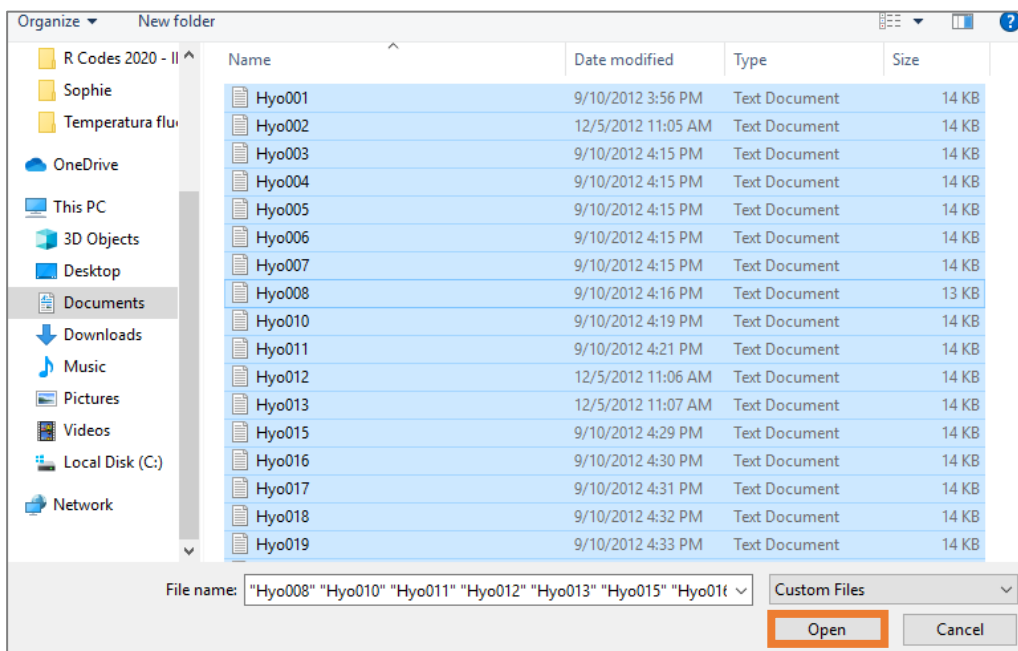 Organize New folder ?
R Codes 2020 - II
Sophie
Temperatura flu
OneDrive
This PC
3D Objects
Desktop
Documents
Downloads
Music
Pictures
Videos
Local Disk (C:)
Network
Name Date modified Type Size
Hyo001 9/10/2012 3:56 PM Text Document 14 KB
Hyo002 12/5/2012 11:05 AM Text Document 14 KB
Hyo003 9/10/2012 4:15 PM Text Document 14 KB
Hyo004 9/10/2012 4:15 PM Text Document 14 KB
Hyo005 9/10/2012 4:15 PM Text Document 14 KB
Hyo006 9/10/2012 4:15 PM Text Document 14 KB
Hyo007 9/10/2012 4:15 PM Text Document 14 KB
Hyo008 9/10/2012 4:16 PM Text Document 13 KB
Hyo010 9/10/2012 4:19 PM Text Document 14 KB
Hyo011 9/10/2012 4:21 PM Text Document 14 KB
Hyo012 12/5/2012 11:06 AM Text Document 14 KB
Hyo013 12/5/2012 11:07 AM Text Document 14 KB
Hyo015 9/10/2012 4:29 PM Text Document 14 KB
Hyo016 9/10/2012 4:30 PM Text Document 14 KB
Hyo017 9/10/2012 4:31 PM Text Document 14 KB
Hyo018 9/10/2012 4:32 PM Text Document 14 KB
Hyo019 9/10/2012 4:33 PM Text Document 14 KB
File name: "Hyo008" "Hyo010" "Hyo011" "Hyo012" "Hyo013" "Hyo015" "Hyo016 Custom Files
Open Cancel